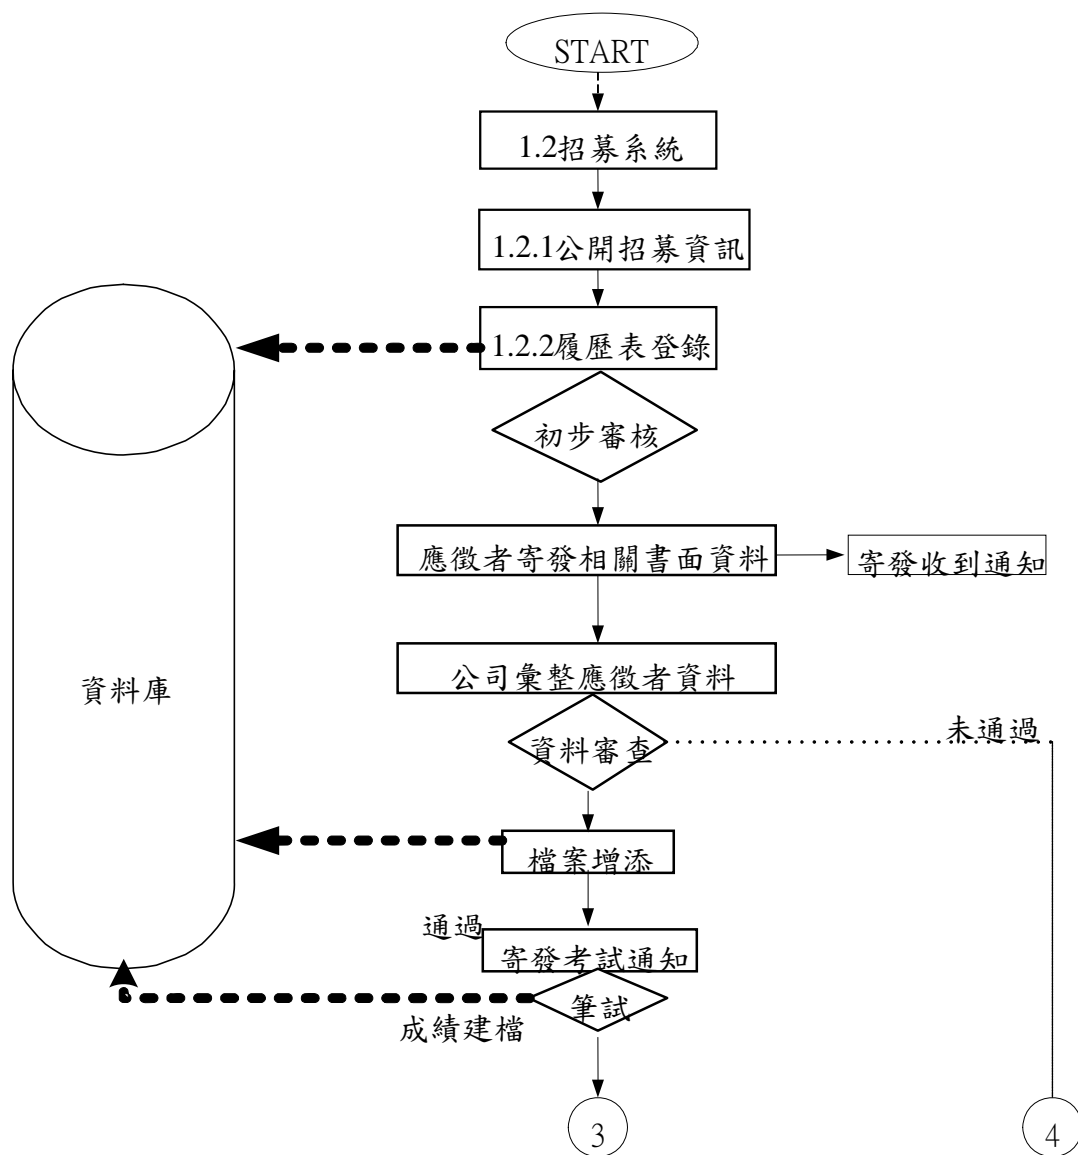 START
1.2招募系統
1.2.1公開招募資訊
1.2.2履歷表登錄
初步審核
應徵者寄發相關書面資料
寄發收到通知
公司彙整應徵者資料
資料庫
資料審查
未通過
檔案增添
通過
寄發考試通知
筆試
成績建檔
3
4